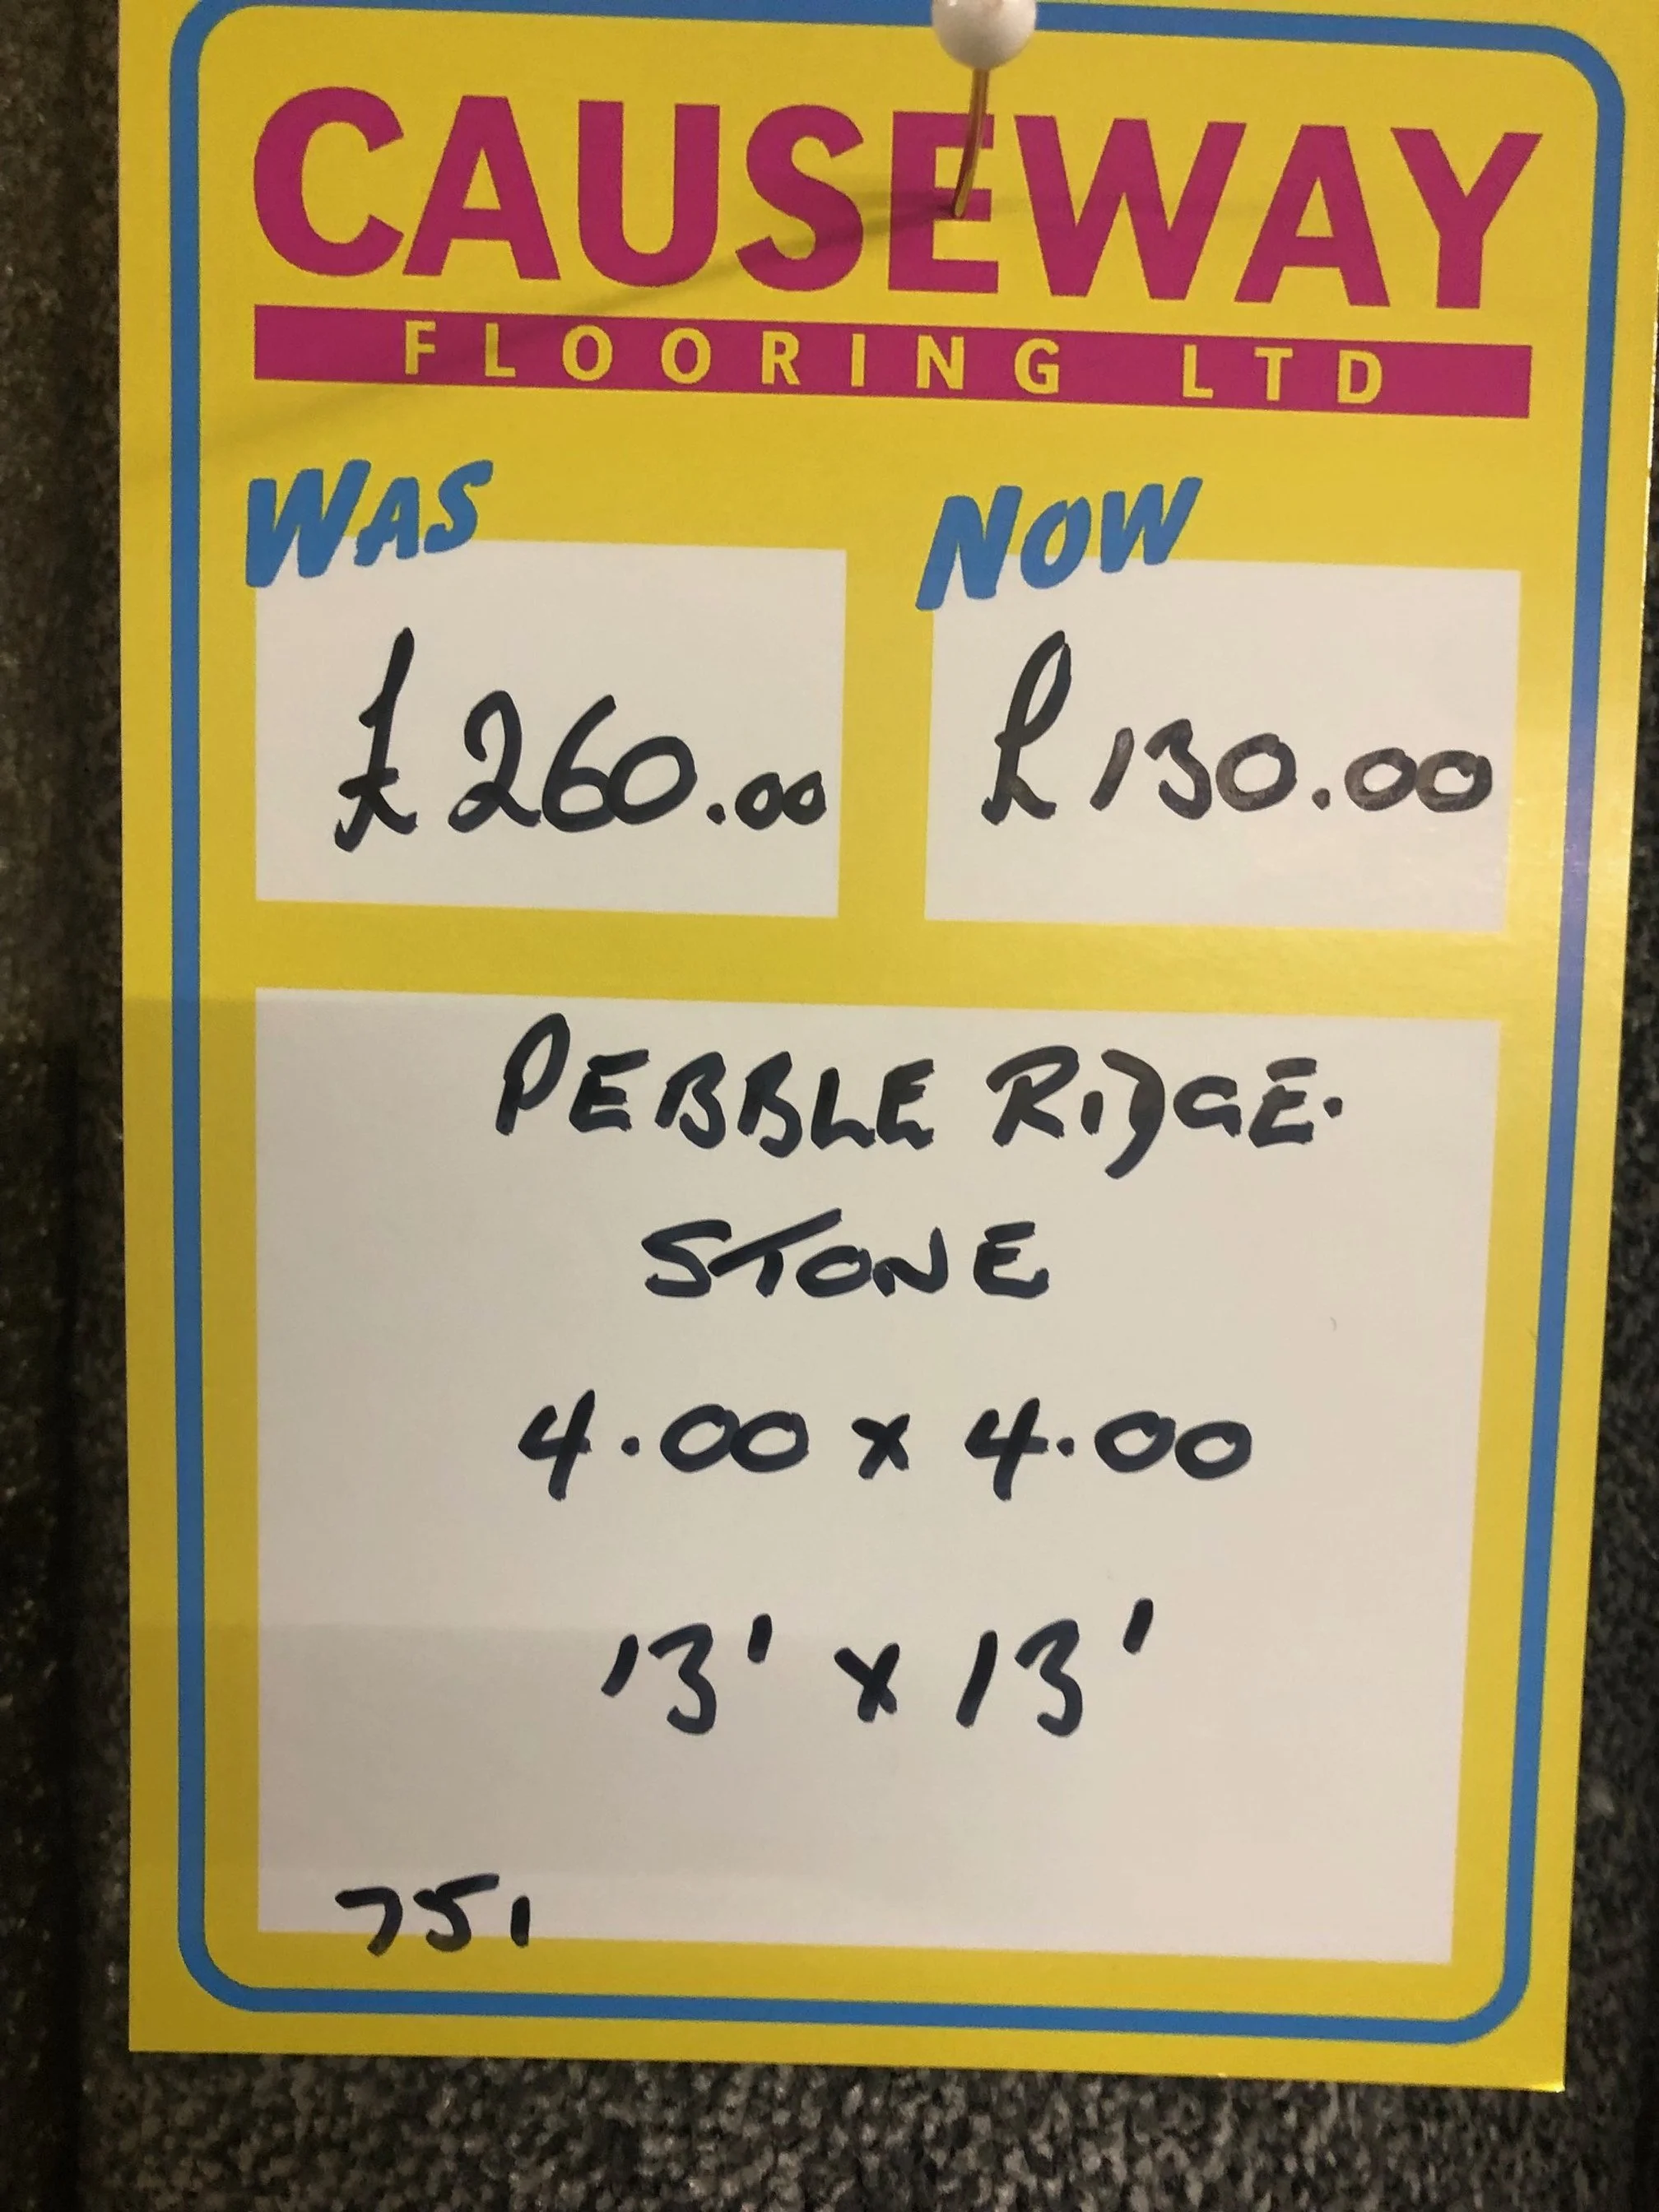 CAUSEWAY
FLOORING LTD
WAS NOW
£260.00 £130.00
PEBBLE RIDGE.
STONE
4.00 x 4.00
13' x 13'
751